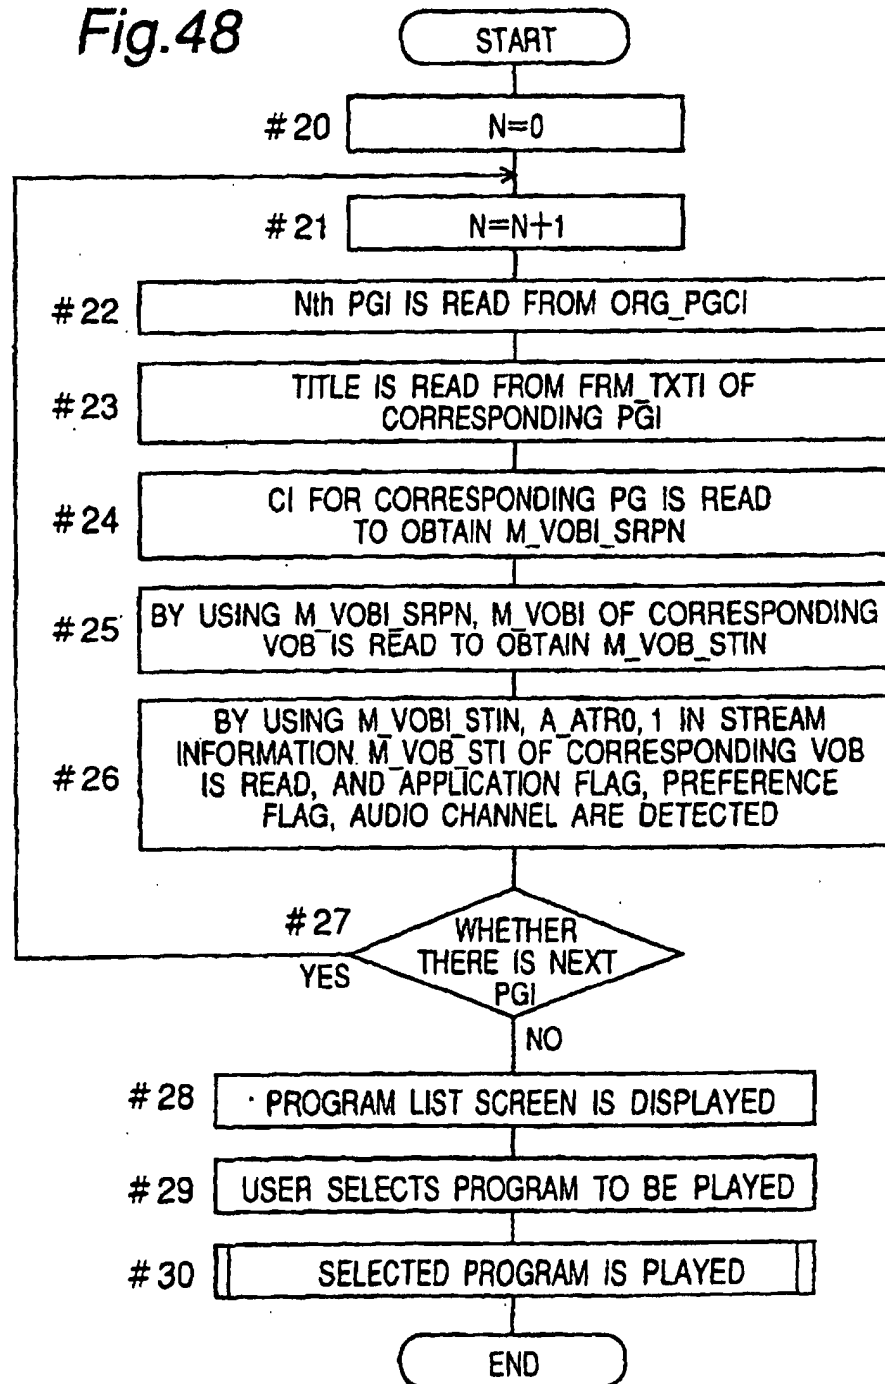 Fig.48
START
#20
N=0
#21
N=N+1
#22
Nth PGI IS READ FROM ORG_PGCI
#23
TITLE IS READ FROM FRM_TXTI OF
CORRESPONDING PGI
#24
CI FOR CORRESPONDING PG IS READ
TO OBTAIN M_VOBI_SRPN
#25
BY USING M_VOBI_SRPN, M_VOBI OF CORRESPONDING
VOB IS READ TO OBTAIN M_VOB_STIN
#26
BY USING M_VOBI_STIN, A_ATR0, 1 IN STREAM
INFORMATION. M_VOB_STI OF CORRESPONDING VOB
IS READ, AND APPLICATION FLAG, PREFERENCE
FLAG, AUDIO CHANNEL ARE DETECTED
#27
WHETHER
THERE IS NEXT
PGI
YES
NO
#28
PROGRAM LIST SCREEN IS DISPLAYED
#29
USER SELECTS PROGRAM TO BE PLAYED
#30
SELECTED PROGRAM IS PLAYED
END